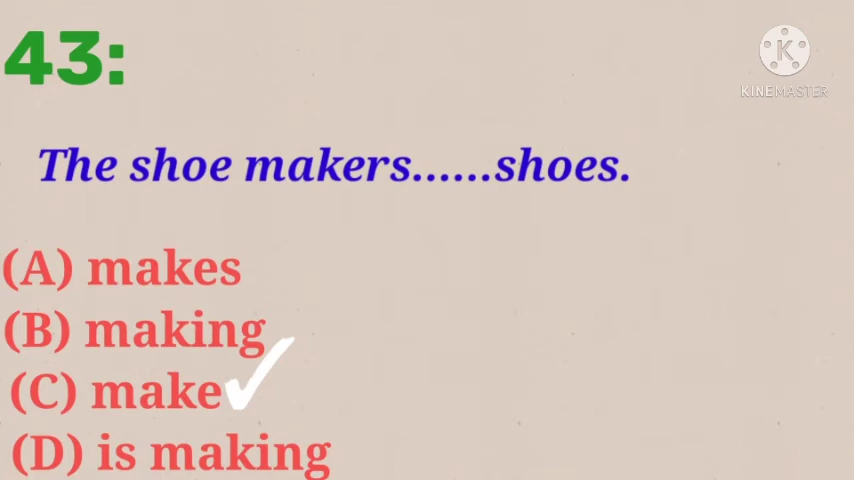 43:
K
KINEMASTER
The shoe makers......shoes.
(A) makes
(B) making
(C) make✓
(D) is making